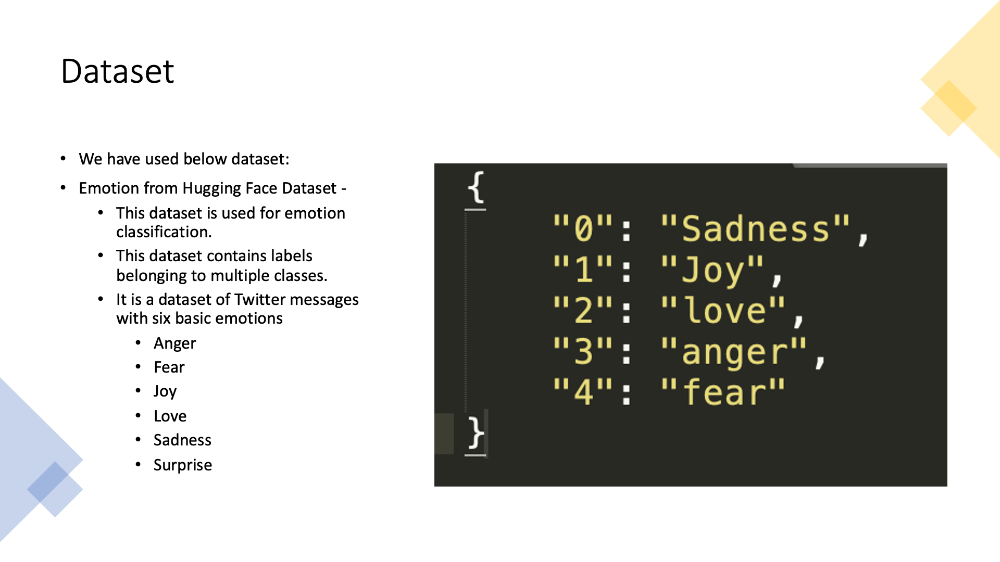 Dataset
• We have used below dataset:
• Emotion from Hugging Face Dataset -
• This dataset is used for emotion
classification.
• This dataset contains labels
belonging to multiple classes.
• It is a dataset of Twitter messages
with six basic emotions
• Anger
• Fear
• Joy
• Love
• Sadness
• Surprise
{
"0": "Sadness",
"1": "Joy",
"2": "love",
"3": "anger",
"4": "fear"
}